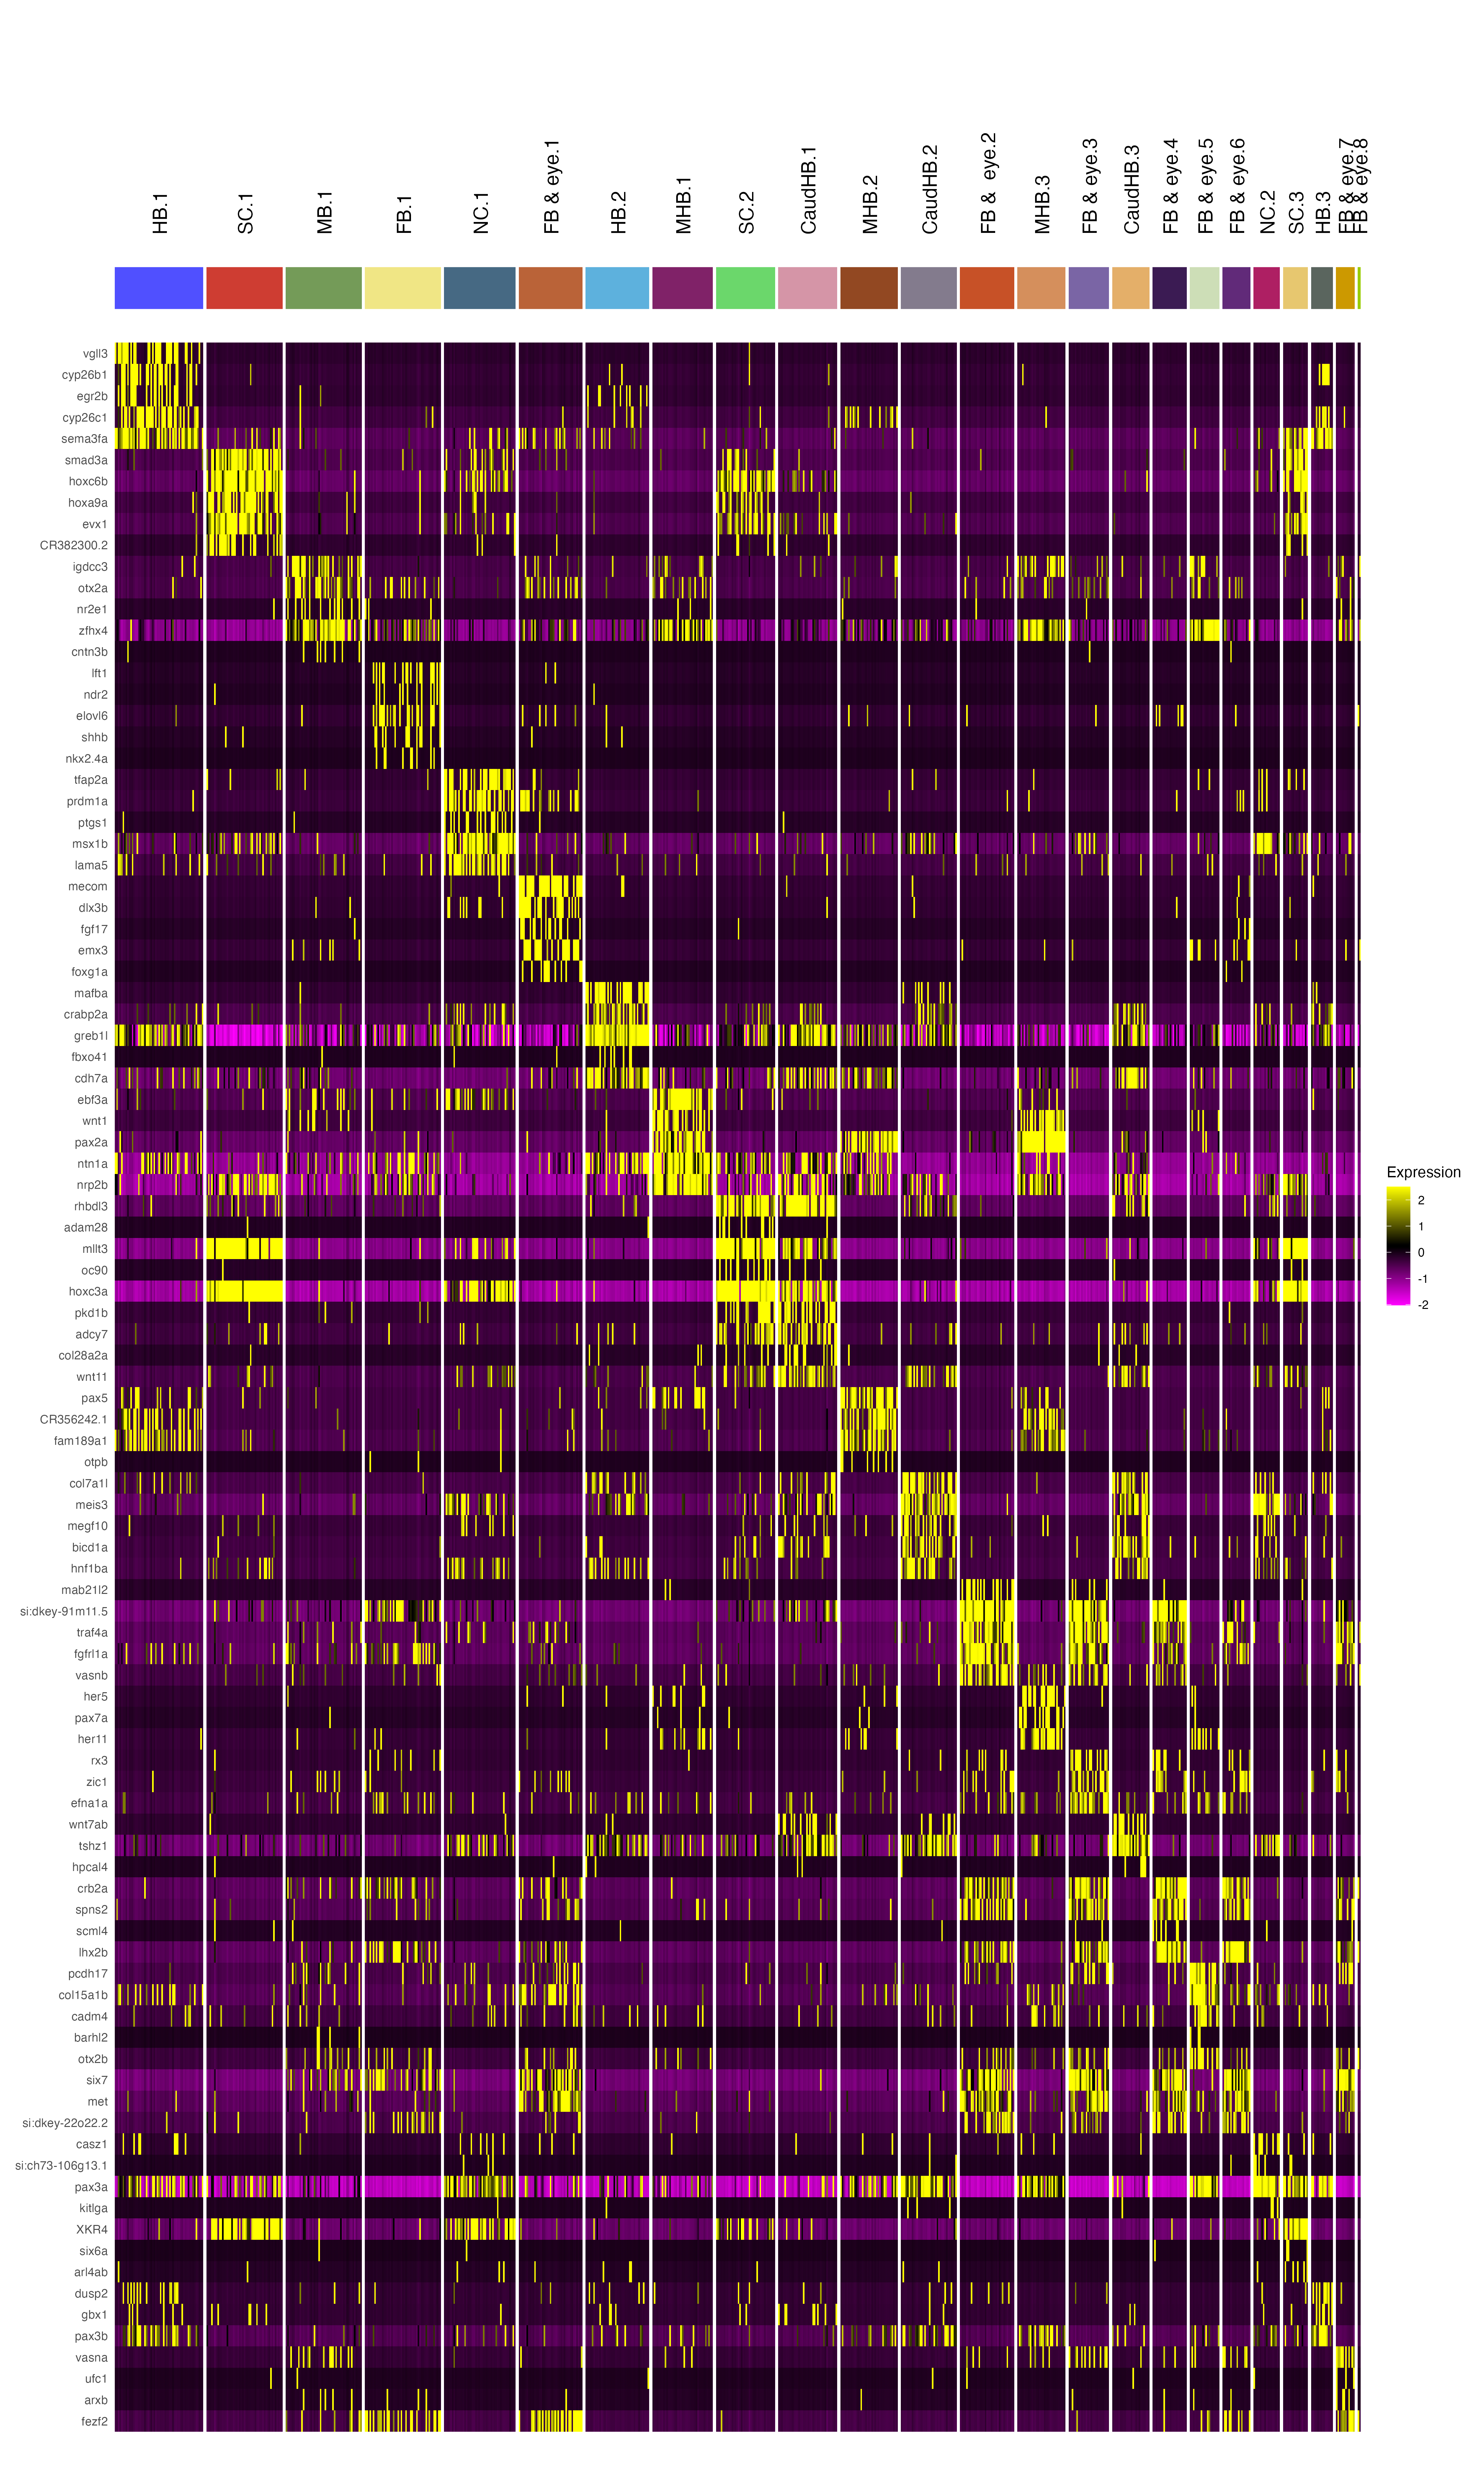 HB.1
SC.1
MB.1
FB.1
NC.1
FB & eye.1
HB.2
MHB.1
SC.2
CaudHB.1
MHB.2
CaudHB.2
FB &  eye.2
MHB.3
FB & eye.3
CaudHB.3
FB & eye.4
FB & eye.5
FB & eye.6
NC.2
SC.3
HB.3
FB & eye.7
FB & eye.8
vgll3
cyp26b1
egr2b
cyp26c1
sema3fa
smad3a
hoxc6b
hoxa9a
evx1
CR382300.2
igdcc3
otx2a
nr2e1
zfhx4
cntn3b
lft1
ndr2
elovl6
shhb
nkx2.4a
tfap2a
prdm1a
ptgs1
msx1b
lama5
mecom
dlx3b
fgf17
emx3
foxg1a
mafba
crabp2a
greb1l
fbxo41
cdh7a
ebf3a
wnt1
pax2a
ntn1a
nrp2b
rhbdl3
adam28
mllt3
oc90
hoxc3a
pkd1b
adcy7
col28a2a
wnt11
pax5
CR356242.1
fam189a1
otpb
col7a1l
meis3
megf10
bicd1a
hnf1ba
mab21l2
si:dkey-91m11.5
traf4a
fgfrl1a
vasnb
her5
pax7a
her11
rx3
zic1
efna1a
wnt7ab
tshz1
hpcal4
crb2a
spns2
scml4
lhx2b
pcdh17
col15a1b
cadm4
barhl2
otx2b
six7
met
si:dkey-22o22.2
casz1
si:ch73-106g13.1
pax3a
kitlga
XKR4
six6a
arl4ab
dusp2
gbx1
pax3b
vasna
ufc1
arxb
fezf2
Expression
2
1
0
-1
-2